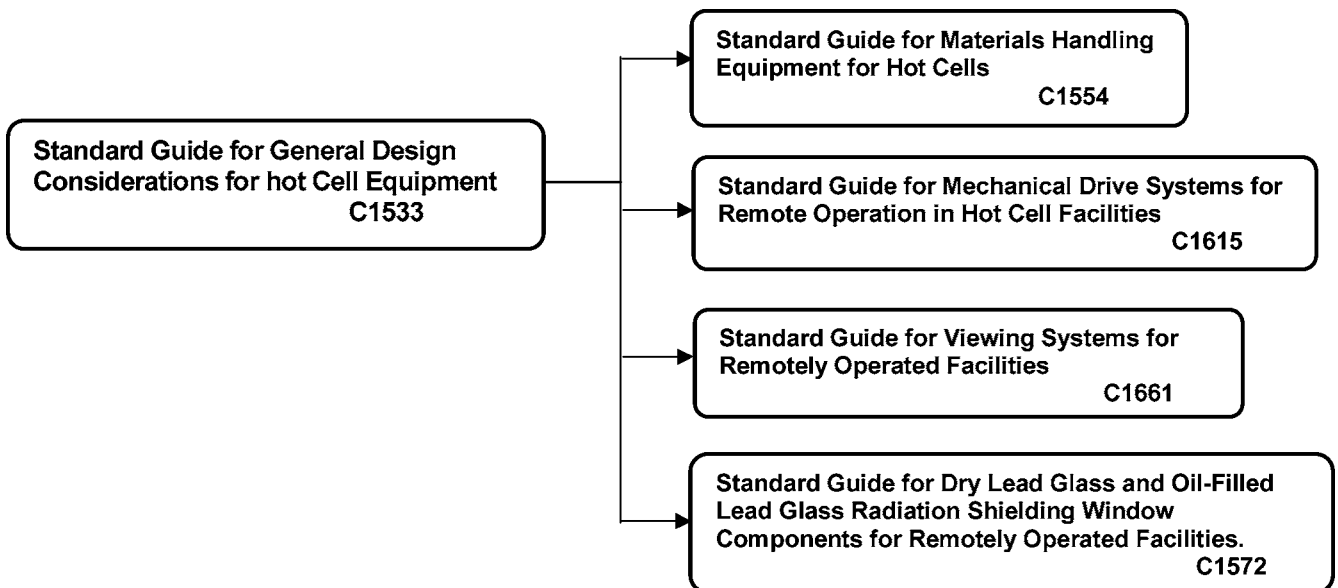 Standard Guide for General Design
Considerations for hot Cell Equipment
C1533
Standard Guide for Materials Handling
Equipment for Hot Cells
C1554
Standard Guide for Mechanical Drive Systems for
Remote Operation in Hot Cell Facilities
C1615
Standard Guide for Viewing Systems for
Remotely Operated Facilities
C1661
Standard Guide for Dry Lead Glass and Oil-Filled
Lead Glass Radiation Shielding Window
Components for Remotely Operated Facilities.
C1572